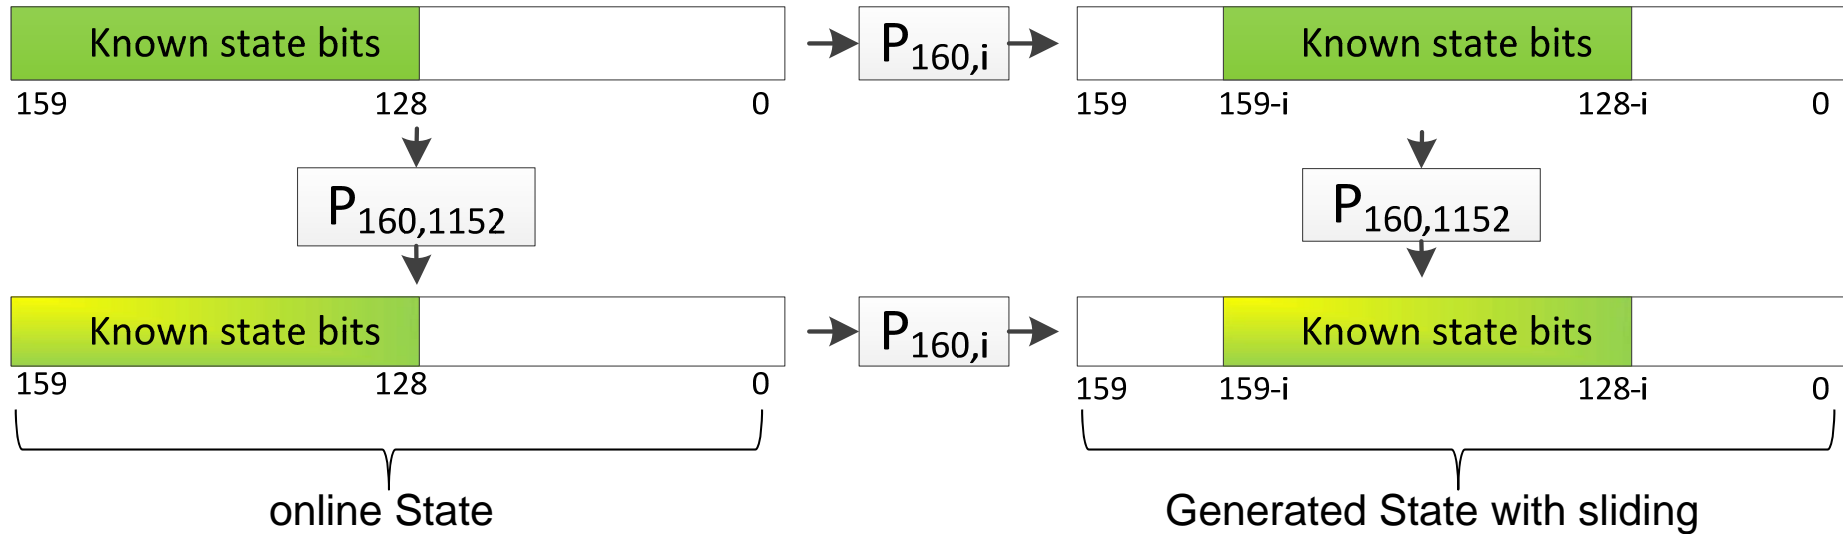 Known state bits
P160,i
Known state bits
159 128 0
159 159-i 128-i 0
P160,1152
P160,1152
Known state bits
P160,i
Known state bits
159 128 0
159 159-i 128-i 0
online State
Generated State with sliding